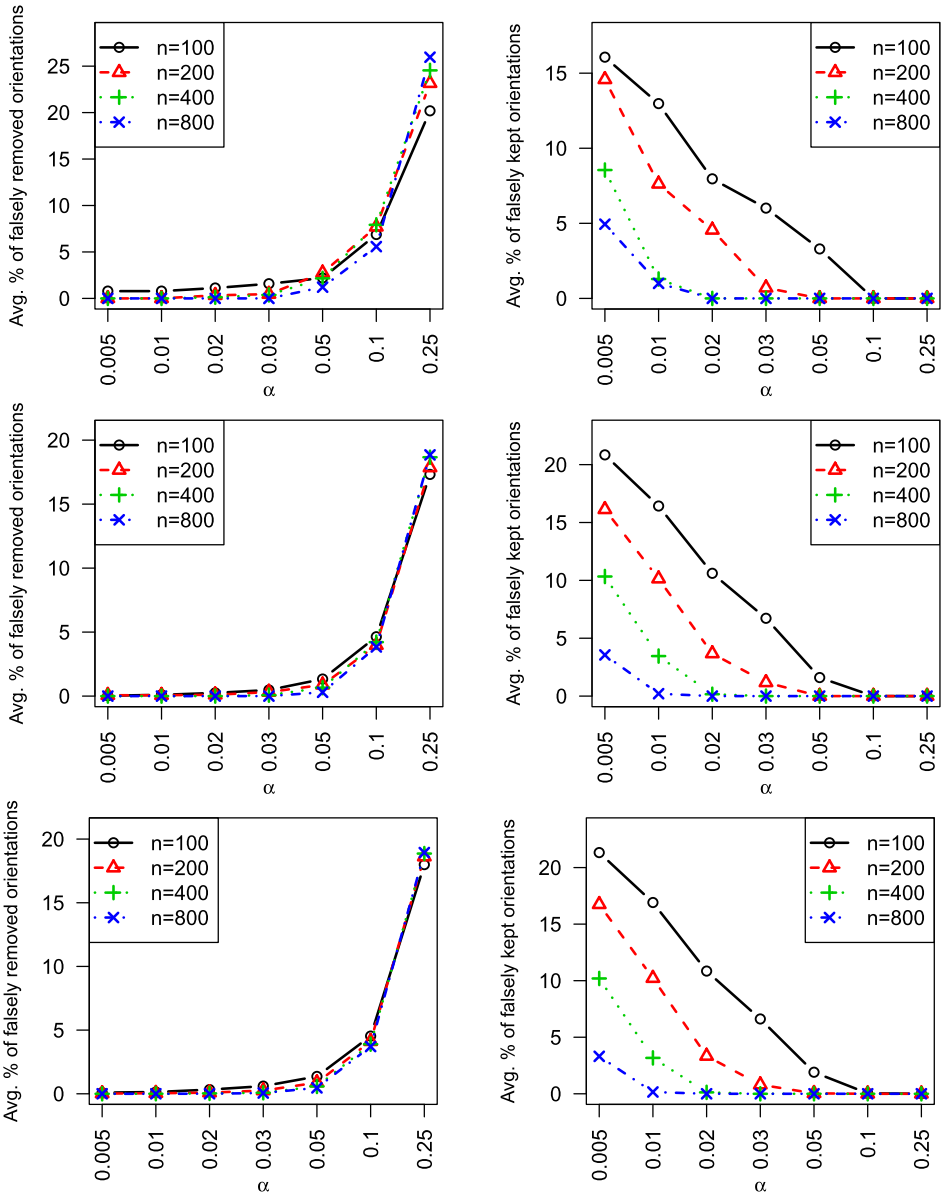 Avg. % of falsely removed orientations
25
20
15
10
5
0
n=100
n=200
n=400
n=800
0.005
0.01
0.02
0.03
0.05
0.1
0.25
α
Avg. % of falsely kept orientations
15
10
5
0
n=100
n=200
n=400
n=800
0.005
0.01
0.02
0.03
0.05
0.1
0.25
α
Avg. % of falsely removed orientations
20
15
10
5
0
n=100
n=200
n=400
n=800
0.005
0.01
0.02
0.03
0.05
0.1
0.25
α
Avg. % of falsely kept orientations
20
15
10
5
0
n=100
n=200
n=400
n=800
0.005
0.01
0.02
0.03
0.05
0.1
0.25
α
Avg. % of falsely removed orientations
20
15
10
5
0
n=100
n=200
n=400
n=800
0.005
0.01
0.02
0.03
0.05
0.1
0.25
α
Avg. % of falsely kept orientations
20
15
10
5
0
n=100
n=200
n=400
n=800
0.005
0.01
0.02
0.03
0.05
0.1
0.25
α